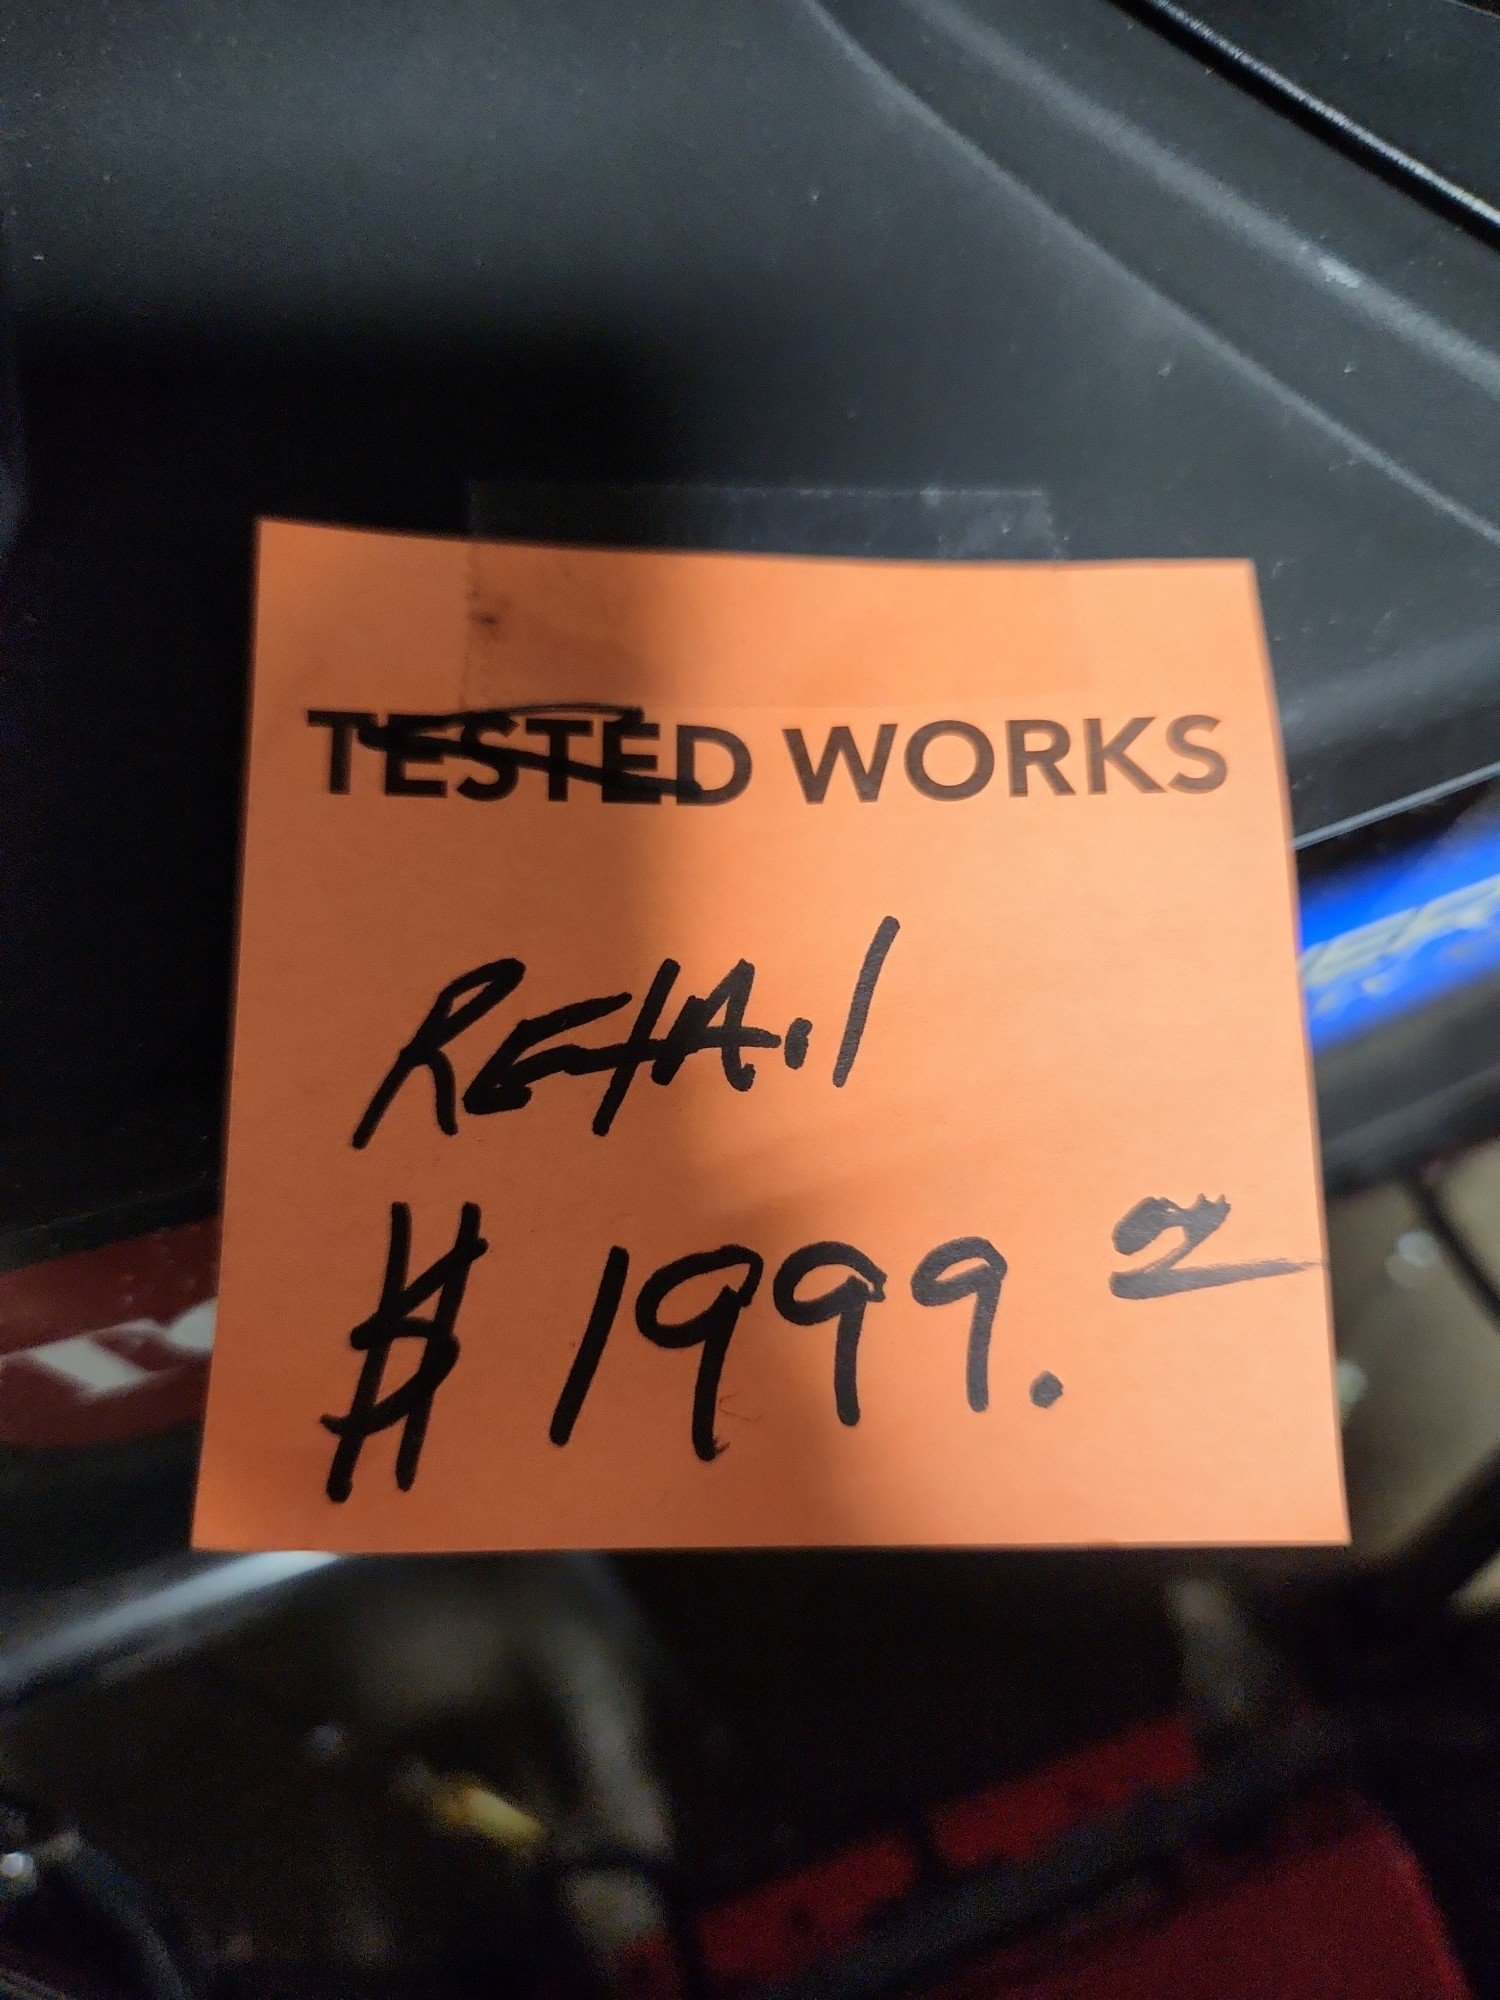 TESTED WORKS
RETAil
$ 1999.